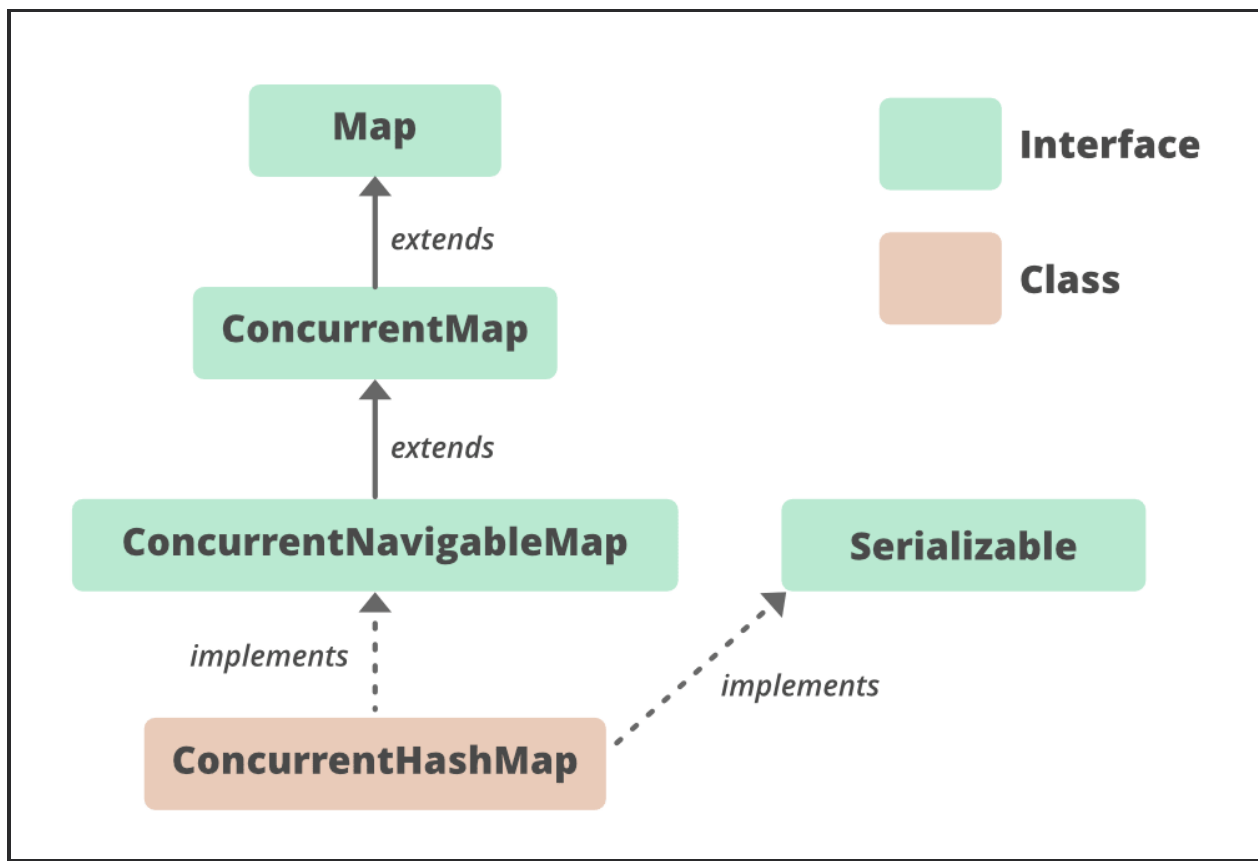 Map
Interface
extends
Class
ConcurrentMap
extends
ConcurrentNavigableMap
Serializable
implements
implements
ConcurrentHashMap